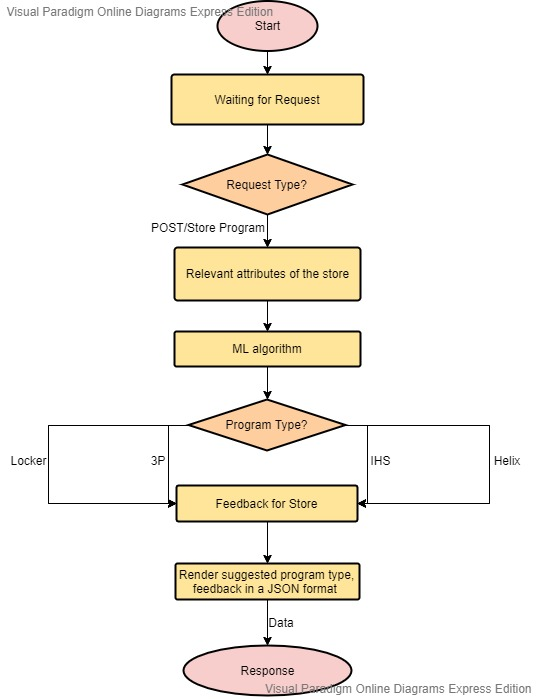 Visual Paradigm Online Diagrams Express Edition
Start
Waiting for Request
Request Type?
POST/Store Program
Relevant attributes of the store
ML algorithm
Program Type?
Locker
3P
IHS
Helix
Feedback for Store
Render suggested program type,
feedback in a JSON format
Data
Response
Visual Paradigm Online Diagrams Express Edition